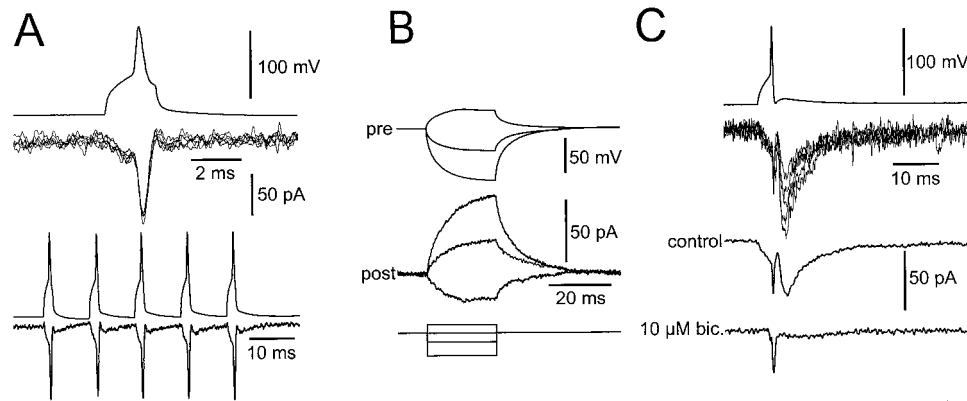 A
100 mV
2 ms
50 pA
10 ms
B
pre
50 mV
50 pA
post
20 ms
C
100 mV
10 ms
control
50 pA
10 µM bic.